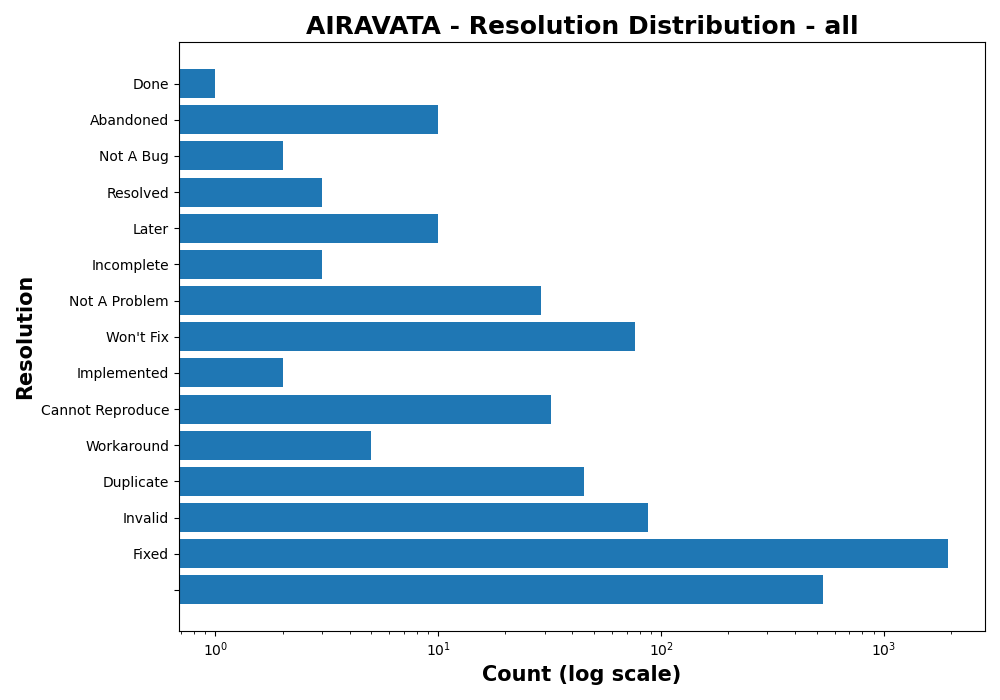 AIRAVATA - Resolution Distribution - all
Done
Abandoned
Not A Bug
Resolved
Later
Incomplete
Not A Problem
Won't Fix
Implemented
Cannot Reproduce
Workaround
Duplicate
Invalid
Fixed
Resolution
10⁰ 10¹ 10² 10³
Count (log scale)